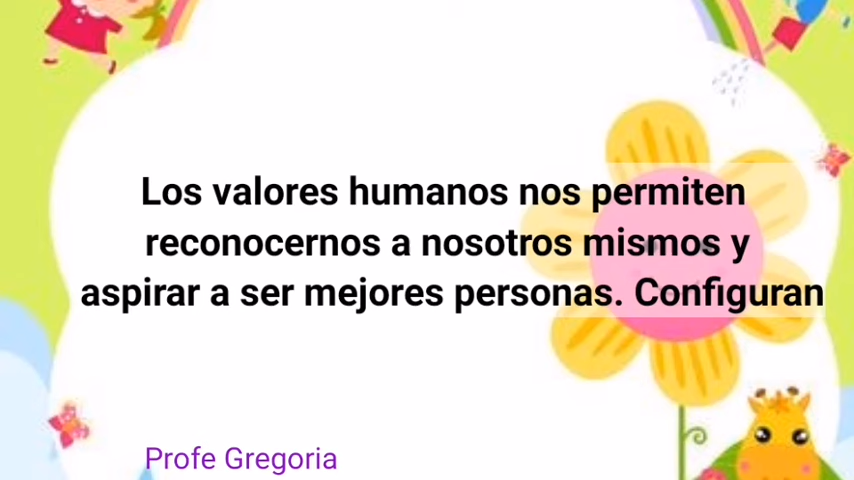 Los valores humanos nos permiten
reconocernos a nosotros mismos y
aspirar a ser mejores personas. Configuran
Profe Gregoria